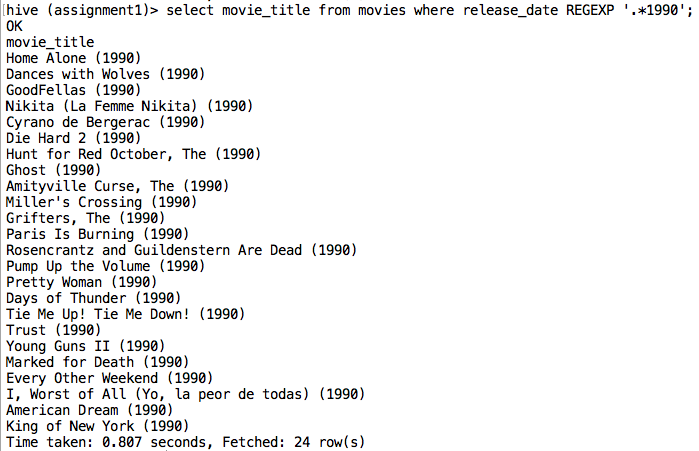 hive (assignment1)> select movie_title from movies where release_date REGEXP '.*1990';
OK
movie_title
Home Alone (1990)
Dances with Wolves (1990)
GoodFellas (1990)
Nikita (La Femme Nikita) (1990)
Cyrano de Bergerac (1990)
Die Hard 2 (1990)
Hunt for Red October, The (1990)
Ghost (1990)
Amityville Curse, The (1990)
Miller's Crossing (1990)
Grifters, The (1990)
Paris Is Burning (1990)
Rosencrantz and Guildenstern Are Dead (1990)
Pump Up the Volume (1990)
Pretty Woman (1990)
Days of Thunder (1990)
Tie Me Up! Tie Me Down! (1990)
Trust (1990)
Young Guns II (1990)
Marked for Death (1990)
Every Other Weekend (1990)
I, Worst of All (Yo, la peor de todas) (1990)
American Dream (1990)
King of New York (1990)
Time taken: 0.807 seconds, Fetched: 24 row(s)